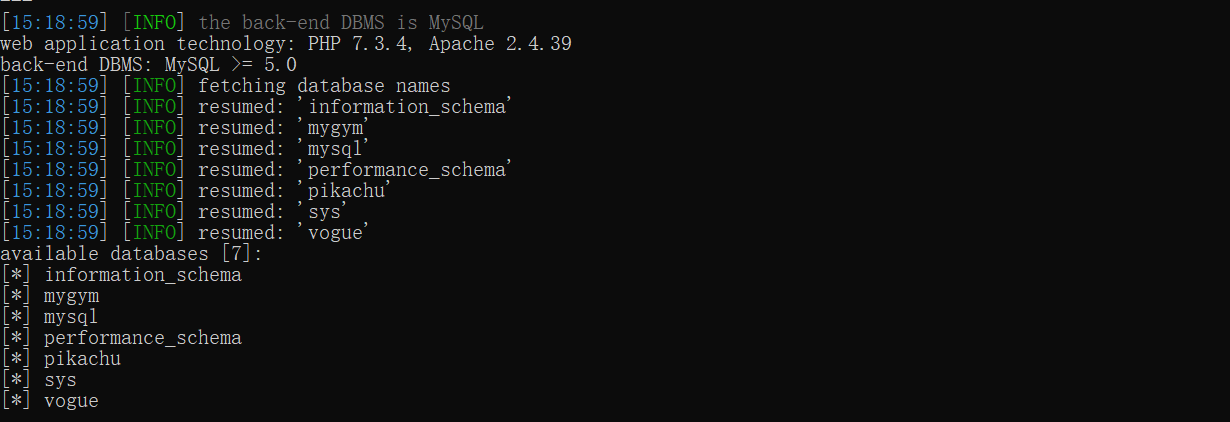 [15:18:59] [INFO] the back-end DBMS is MySQL
web application technology: PHP 7.3.4, Apache 2.4.39
back-end DBMS: MySQL >= 5.0
[15:18:59] [INFO] fetching database names
[15:18:59] [INFO] resumed: 'information_schema'
[15:18:59] [INFO] resumed: 'mygym'
[15:18:59] [INFO] resumed: 'mysql'
[15:18:59] [INFO] resumed: 'performance_schema'
[15:18:59] [INFO] resumed: 'pikachu'
[15:18:59] [INFO] resumed: 'sys'
[15:18:59] [INFO] resumed: 'vogue'
available databases [7]:
[*] information_schema
[*] mygym
[*] mysql
[*] performance_schema
[*] pikachu
[*] sys
[*] vogue